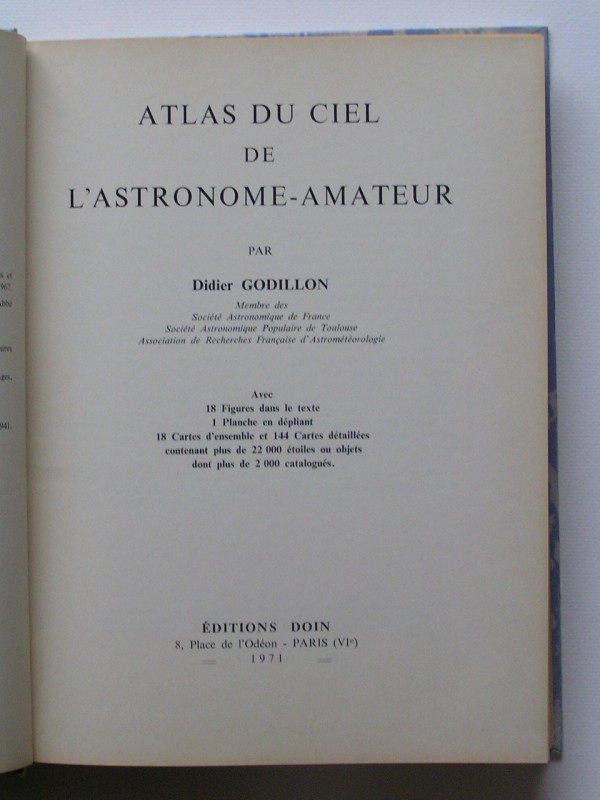 ATLAS DU CIEL
DE
L'ASTRONOME-AMATEUR
PAR
Didier GODILLON
Membre des
Société Astronomique de France
Société Astronomique Populaire de Toulouse
Association de Recherches Française d'Astrométéorologie
Avec
18 Figures dans le texte
1 Planche en dépliant
18 Cartes d'ensemble et 144 Cartes détaillées
contenant plus de 22 000 étoiles ou objets
dont plus de 2 000 catalogués.
ÉDITIONS DOIN
8, Place de l'Odéon - PARIS (VIe)
1971